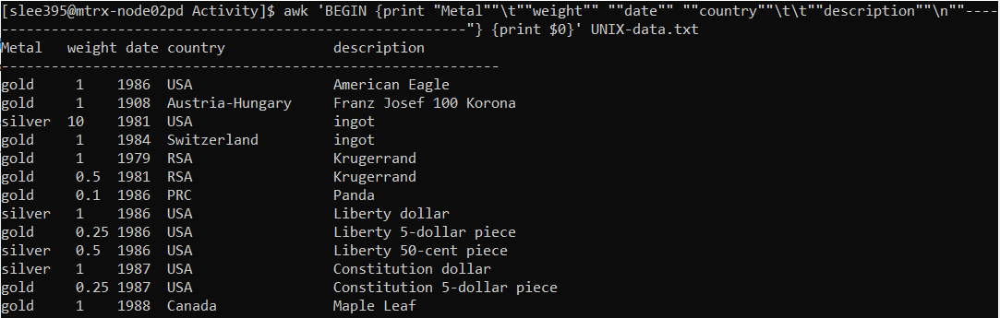 [slee395@mtrx-node02pd Activity]$ awk 'BEGIN {print "Metal""\t""weight"" ""date"" ""country""\t\t""description""\n""----
--------------------------------------------------------"} {print $0}' UNIX-data.txt
Metal   weight date country             description
------------------------------------------------------------
gold     1    1986  USA                 American Eagle
gold     1    1908  Austria-Hungary     Franz Josef 100 Korona
silver  10    1981  USA                 ingot
gold     1    1984  Switzerland         ingot
gold     1    1979  RSA                 Krugerrand
gold     0.5  1981  RSA                 Krugerrand
gold     0.1  1986  PRC                 Panda
silver   1    1986  USA                 Liberty dollar
gold     0.25 1986  USA                 Liberty 5-dollar piece
silver   0.5  1986  USA                 Liberty 50-cent piece
silver   1    1987  USA                 Constitution dollar
gold     0.25 1987  USA                 Constitution 5-dollar piece
gold     1    1988  Canada              Maple Leaf